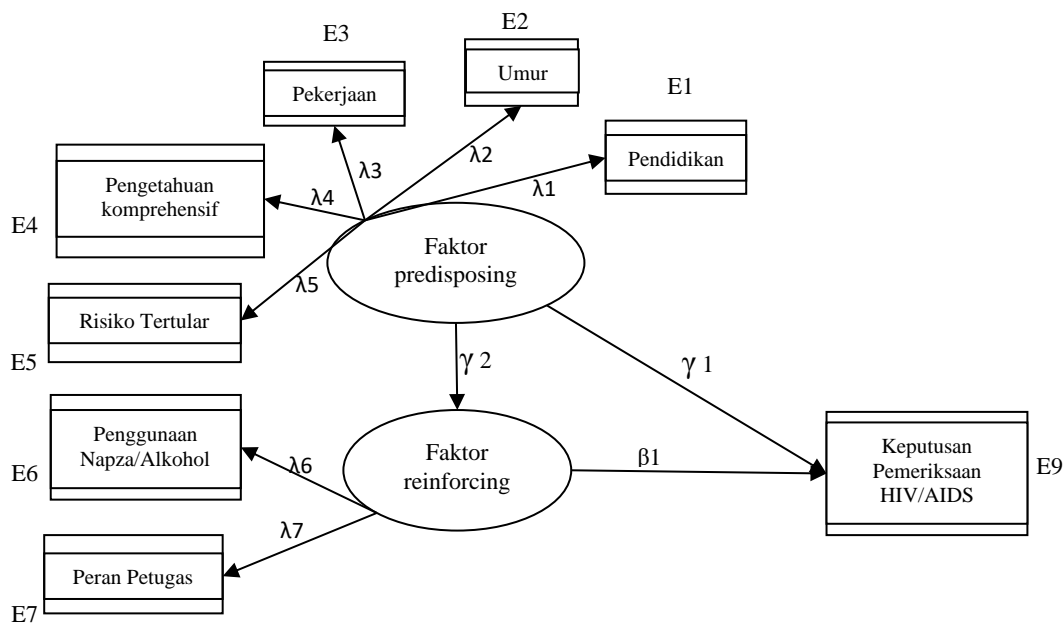 E2
E3
Umur
E1
Pekerjaan
Pendidikan
λ2
λ3
λ1
Pengetahuan
komprehensif
λ4
E4
Faktor
predisposing
λ5
Risiko Tertular
E5
γ 2
γ 1
Penggunaan
Napza/Alkohol
E6
λ6
Faktor
reinforcing
β1
Keputusan
Pemeriksaan
HIV/AIDS
E9
λ7
Peran Petugas
E7